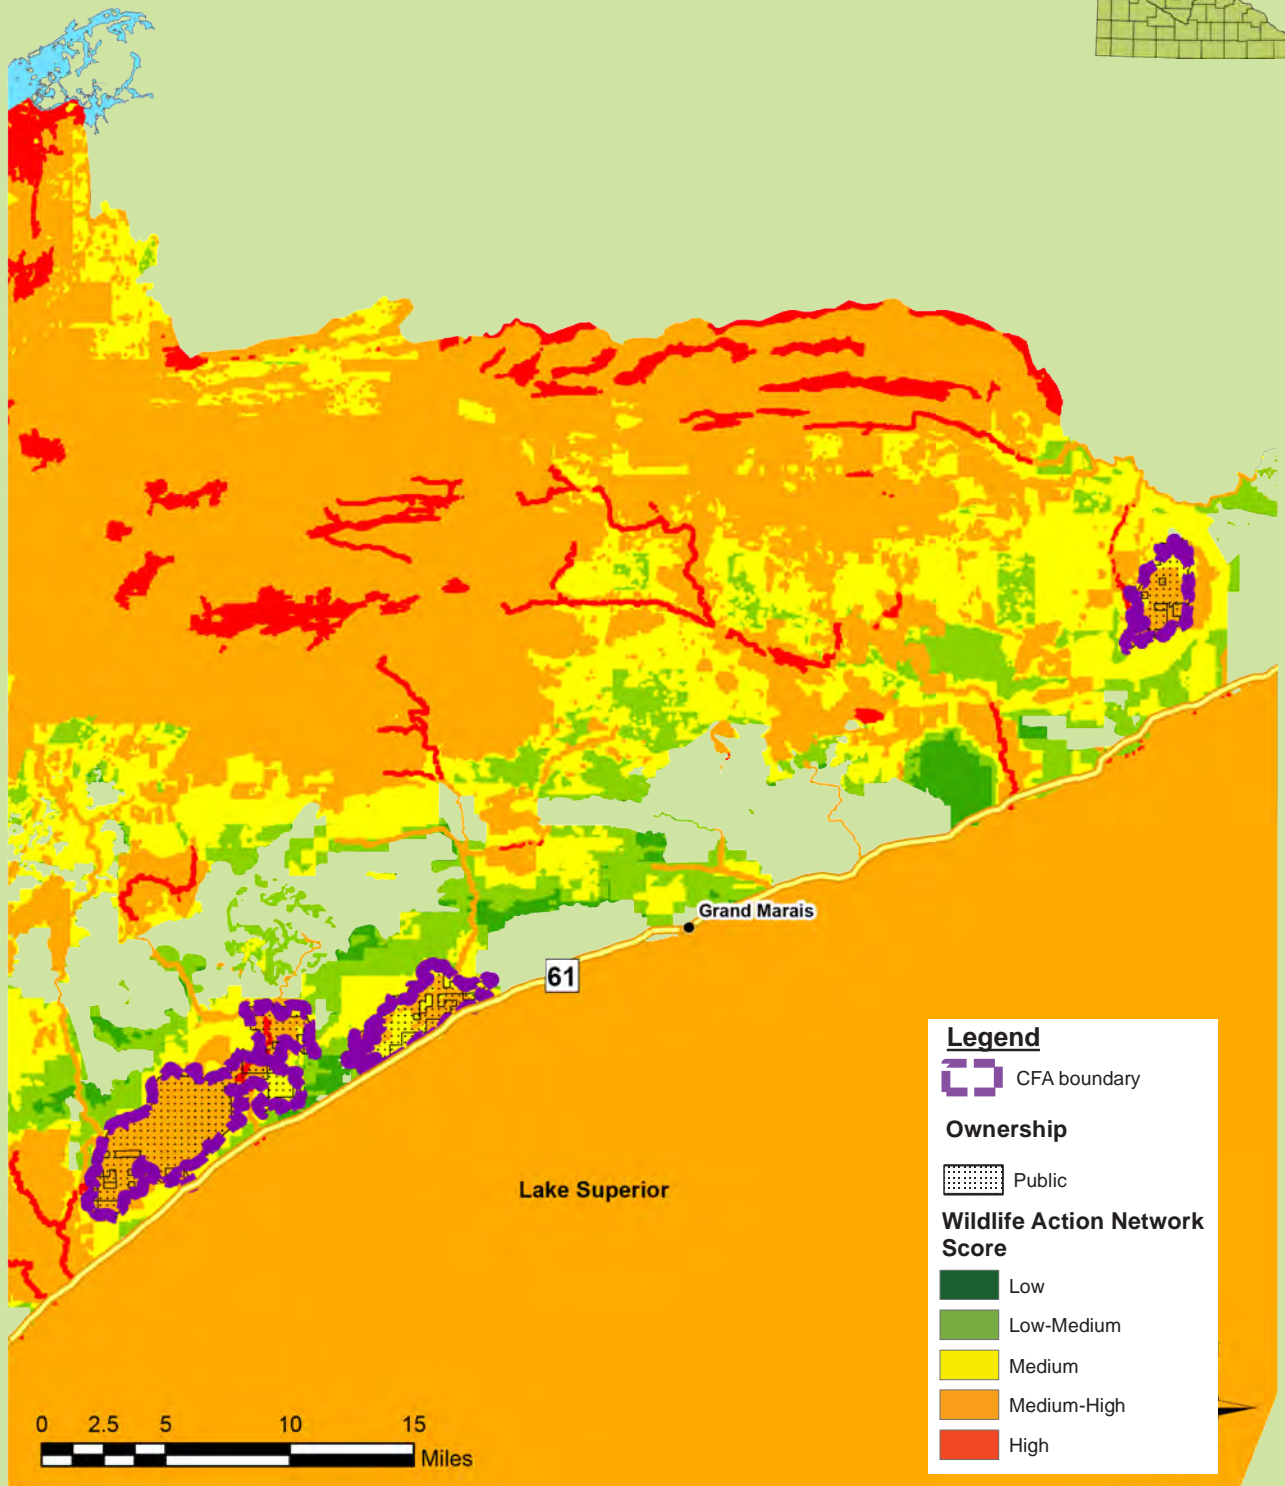 Grand Marais
61
Lake Superior
Legend
CFA boundary
Ownership
Public
Wildlife Action Network
Score
Low
Low-Medium
Medium
Medium-High
High
0 2.5 5 10 15
Miles